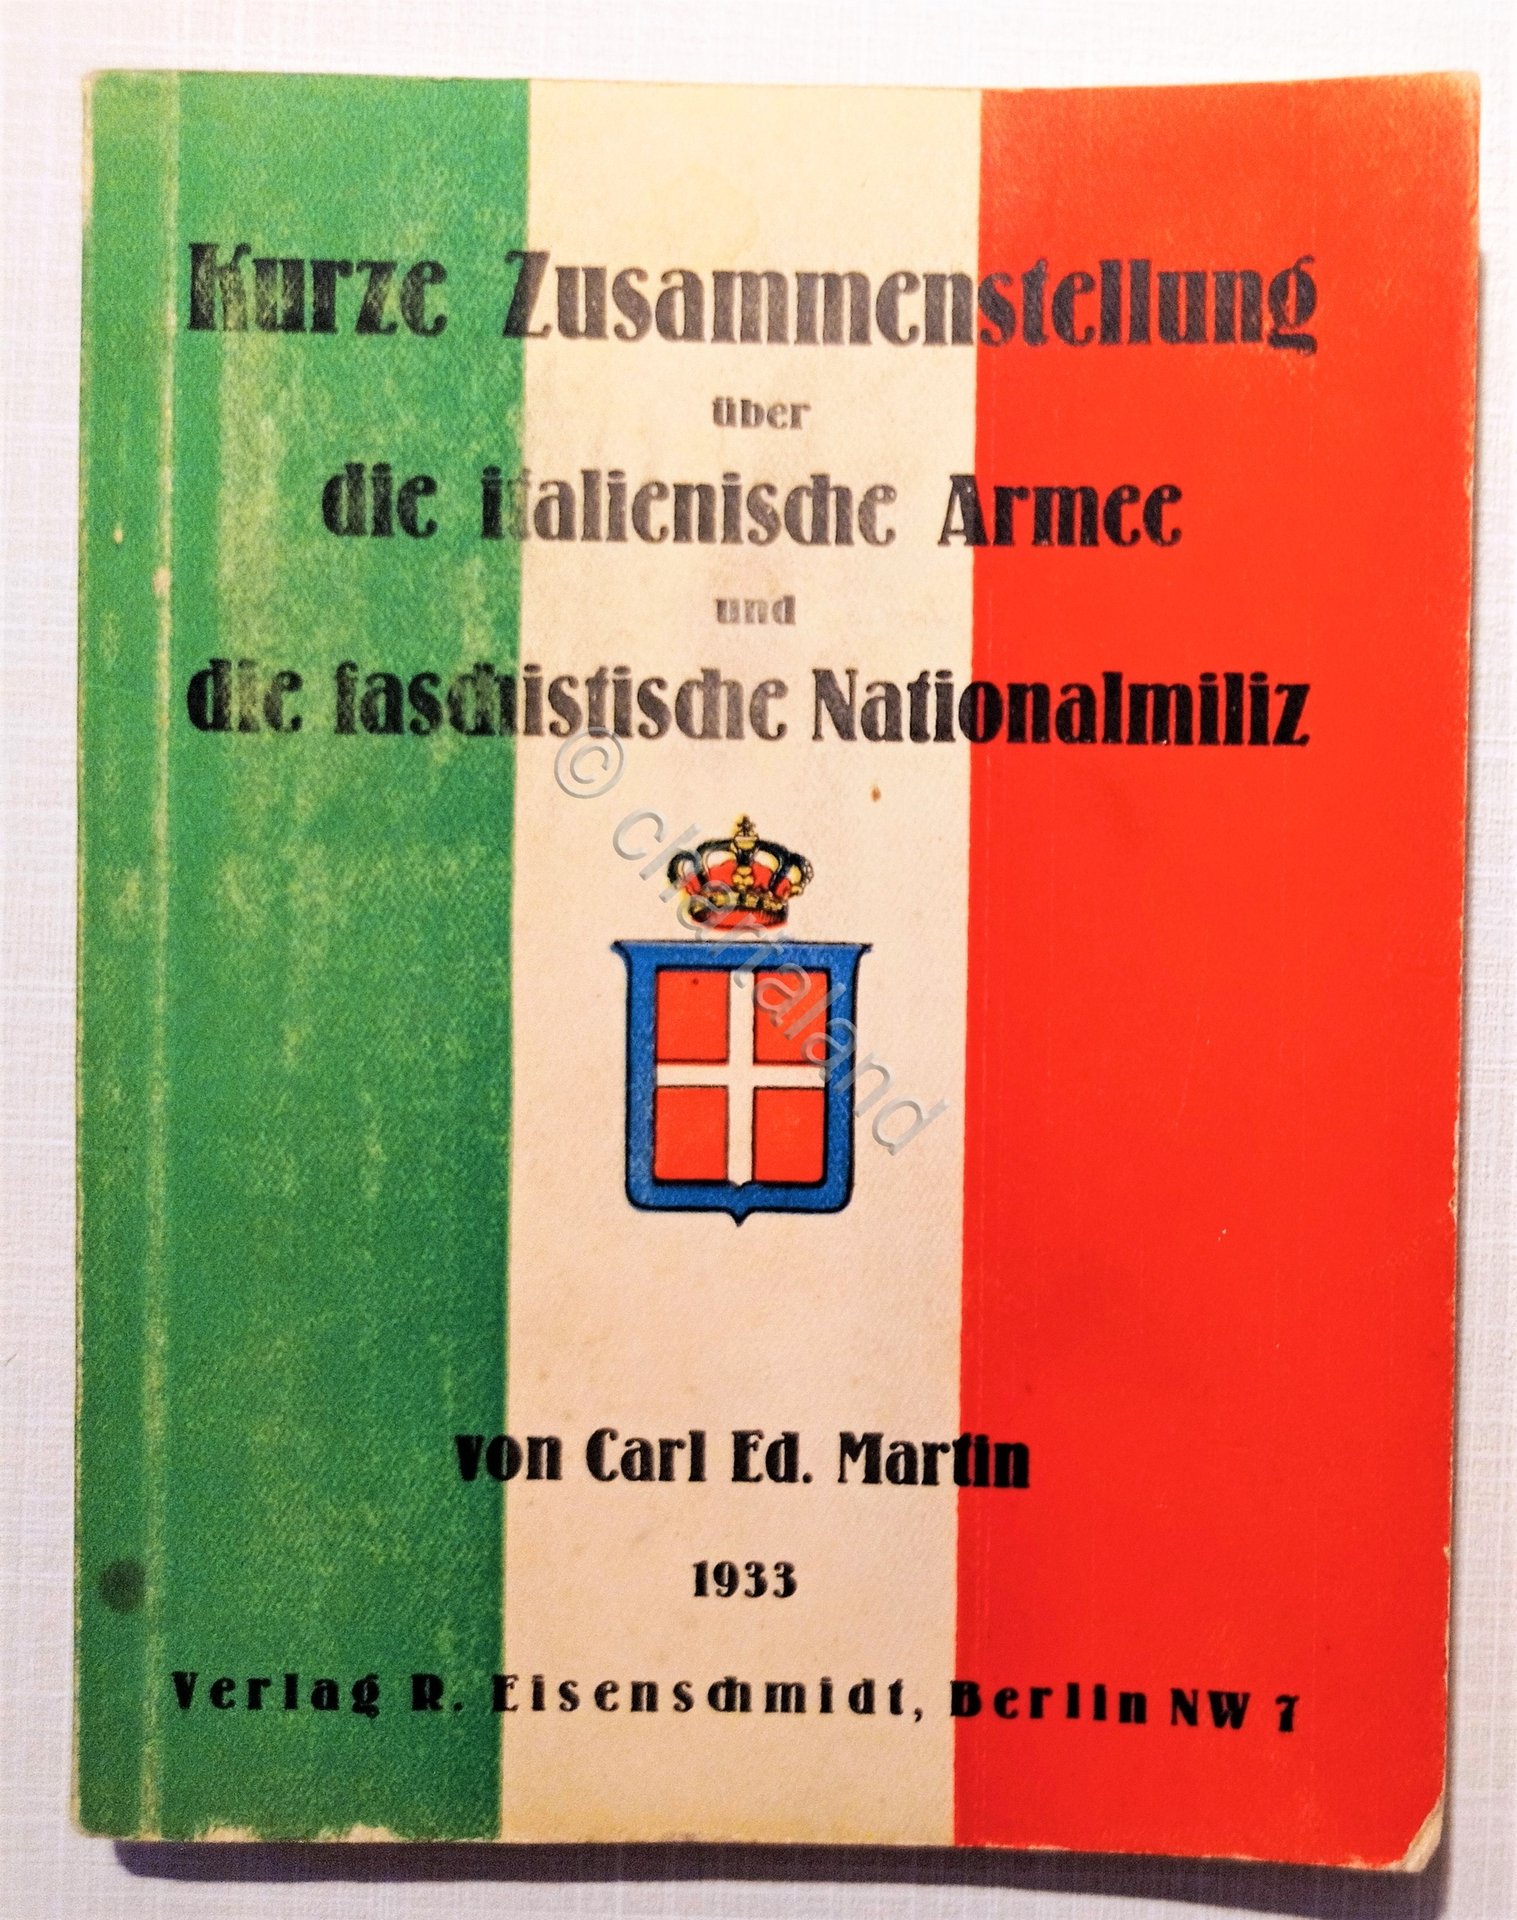 Kurze Zusammenstellung
über
die italienische Armee
und
die faschistische Nationalmiliz
© chartaland
von Carl Ed. Martin
1933
Verlag R. Eisenschmidt, Berlin NW 7